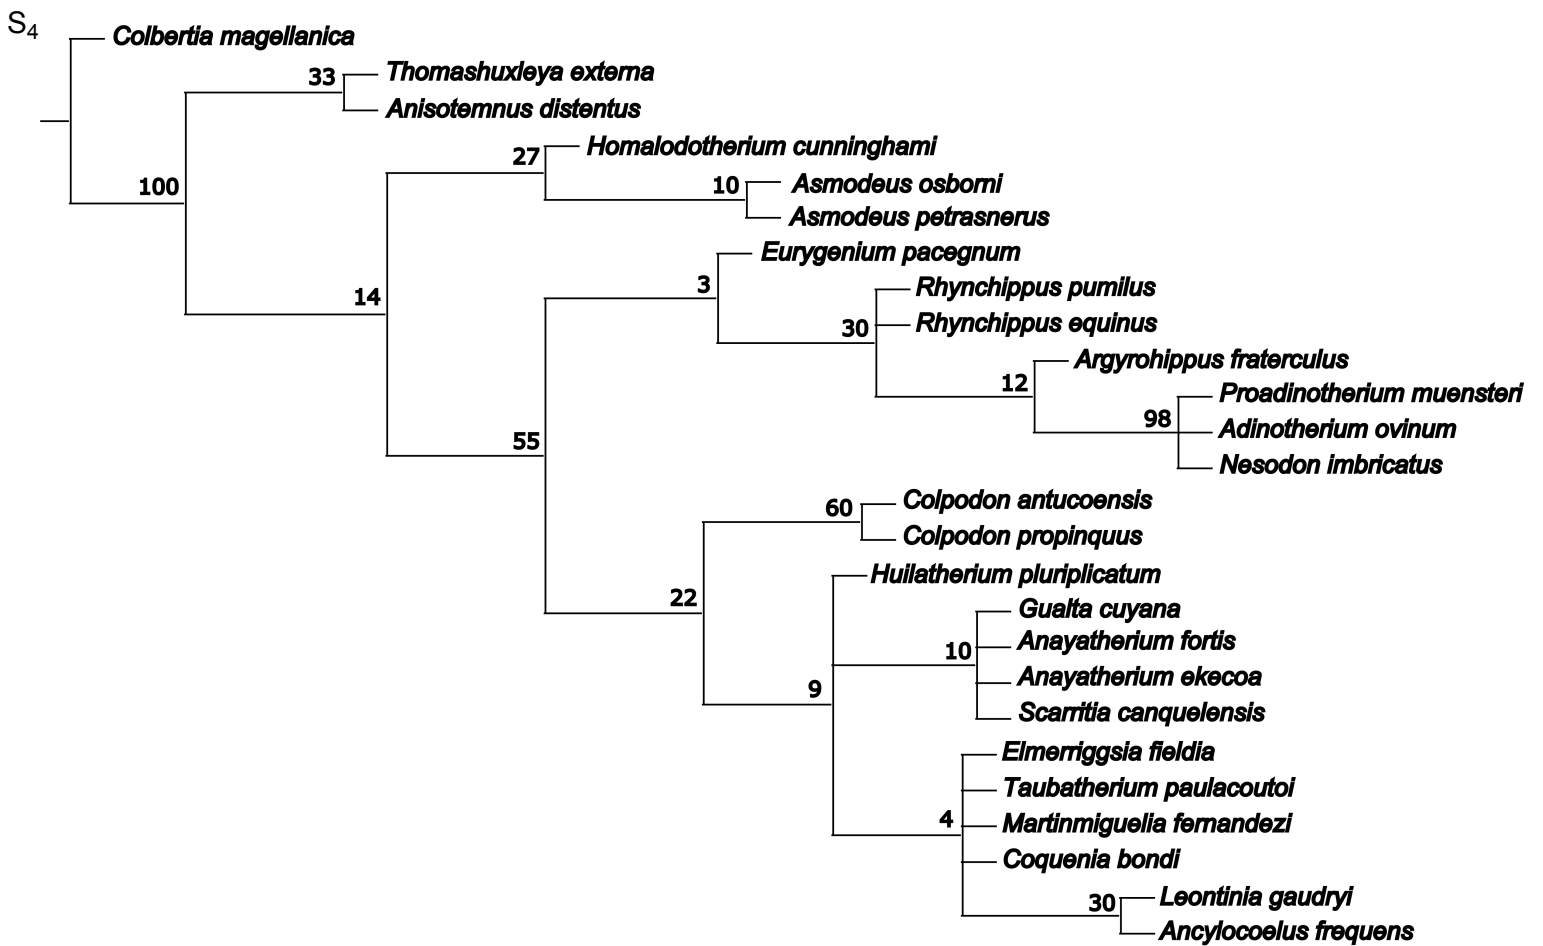 S4
Colbertia magellanica
33
Thomashuxleya externa
Anisotemnus distentus
27
Homalodotherium cunninghami
10
Asmodeus osborni
100
Asmodeus petrasnerus
Eurygenium pacegnum
3
Rhynchippus pumilus
14
Rhynchippus equinus
30
Argyrohippus fraterculus
12
Proadinotherium muensteri
98
Adinotherium ovinum
55
Nesodon imbricatus
60
Colpodon antucoensis
Colpodon propinquus
Huilatherium pluriplicatum
22
Gualta cuyana
Anayatherium fortis
10
Anayatherium ekecoa
9
Scarritia canquelensis
Elmerriggsia fieldia
Taubatherium paulacoutoi
4
Martinmiguelia fernandezi
Coquenia bondi
30
Leontinia gaudryi
Ancylocoelus frequens